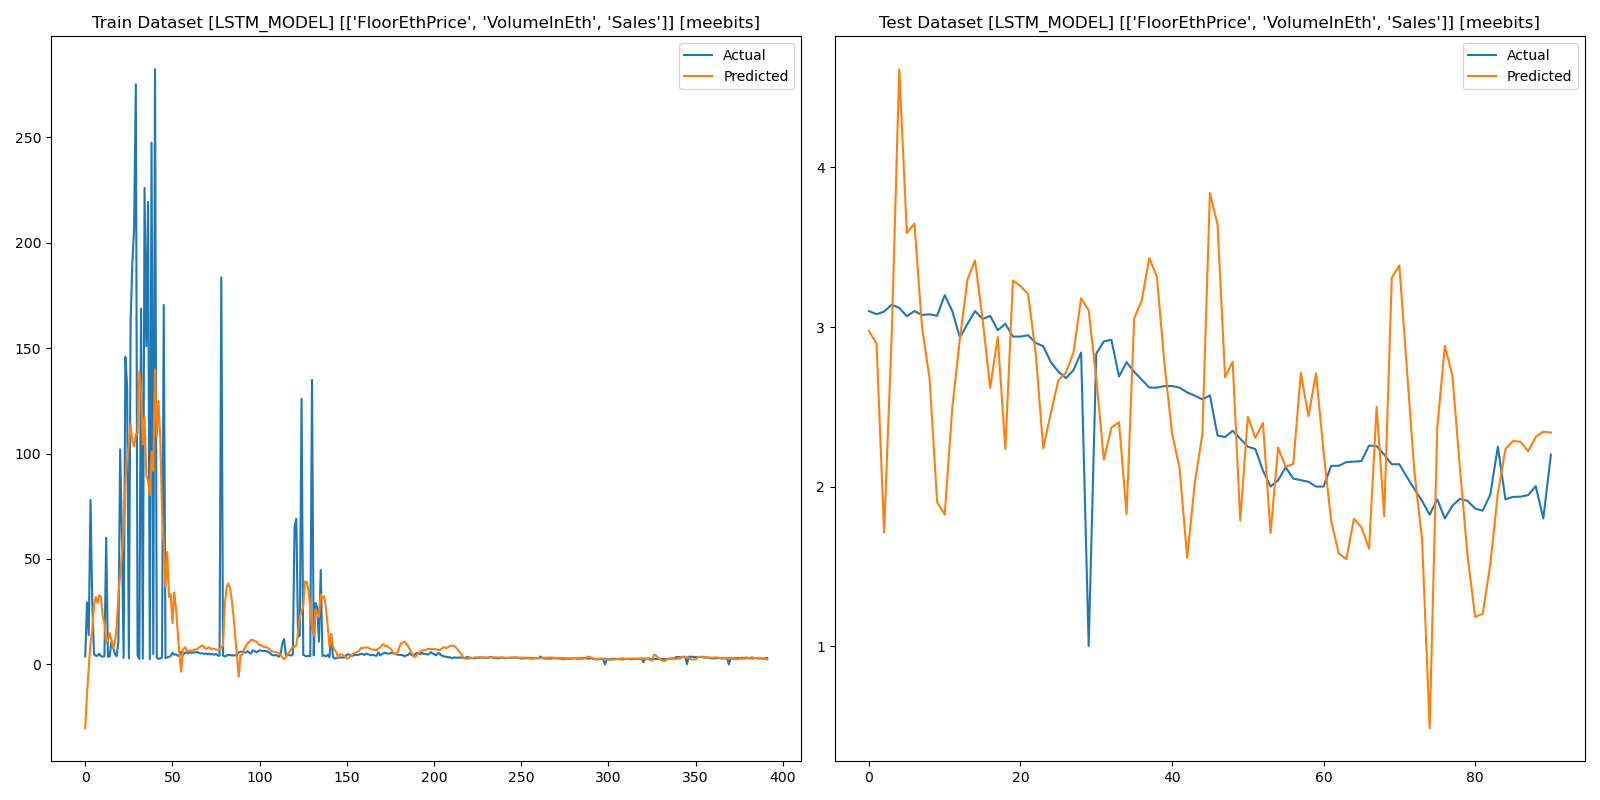 Train Dataset [LSTM_MODEL] [['FloorEthPrice', 'VolumeInEth', 'Sales']] [meebits]
Actual
Predicted
250
200
150
100
50
0
0 50 100 150 200 250 300 350 400
Test Dataset [LSTM_MODEL] [['FloorEthPrice', 'VolumeInEth', 'Sales']] [meebits]
Actual
Predicted
4
3
2
1
0 20 40 60 80